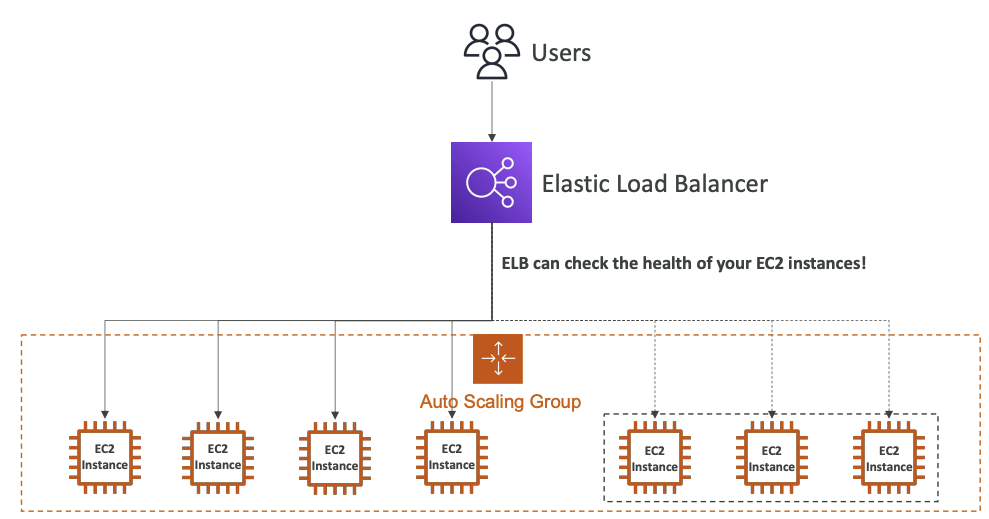 Users
Elastic Load Balancer
ELB can check the health of your EC2 instances!
Auto Scaling Group
EC2
Instance
EC2
Instance
EC2
Instance
EC2
Instance
EC2
Instance
EC2
Instance
EC2
Instance